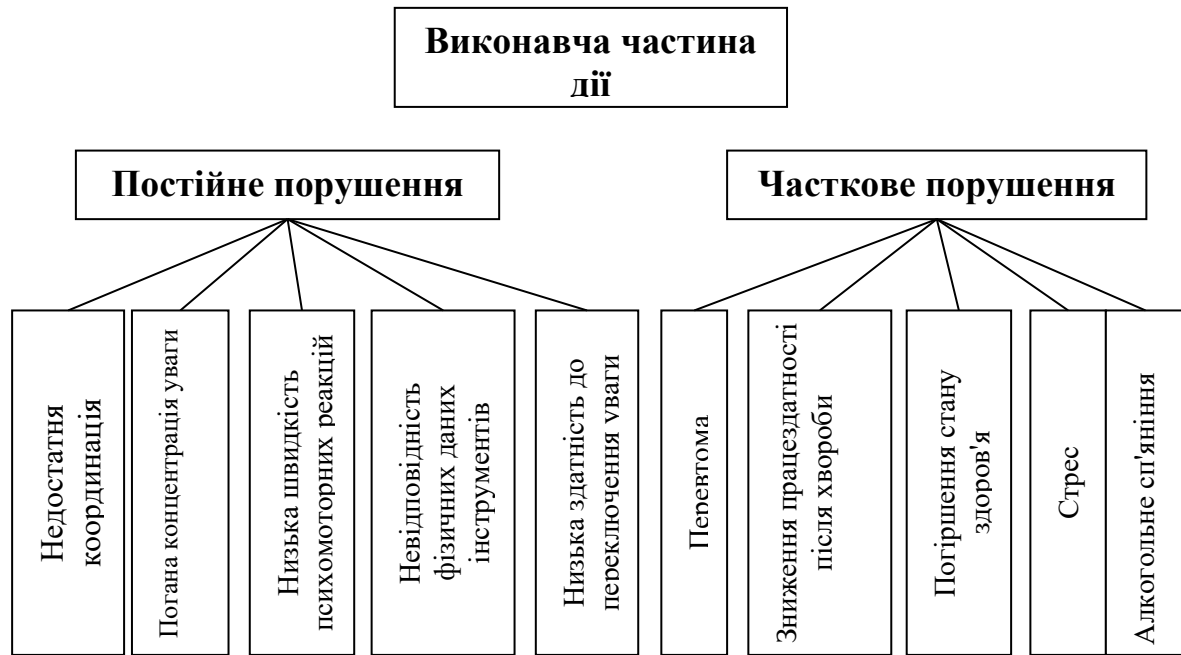 Виконавча частина
дії
Постійне порушення
Часткове порушення
Недостатня
координація
Погана концентрація уваги
Низька швидкість
психомоторних реакцій
Невідповідність
фізичних даних
інструментів
Низька здатність до
переключення уваги
Перевтома
Зниження працездатності
після хвороби
Погіршення стану
здоров'я
Стрес
Алкогольне сп'яніння